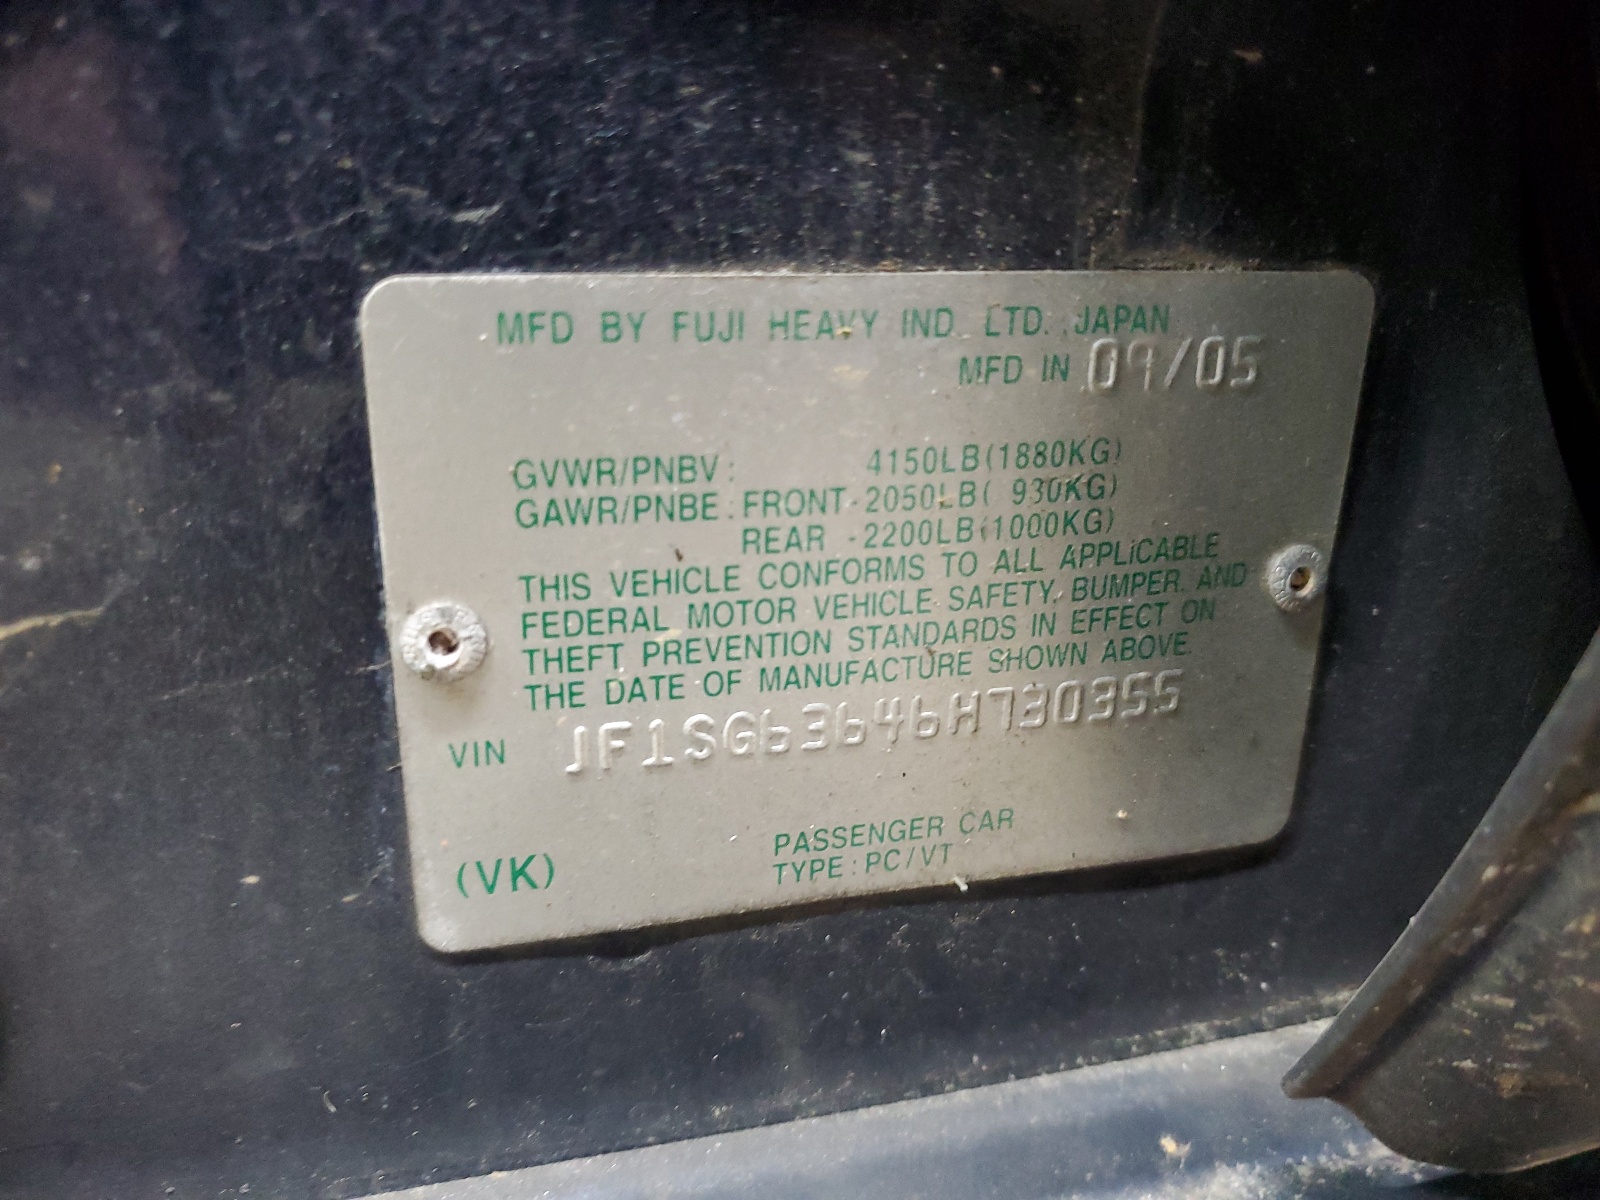 MFD BY FUJI HEAVY IND. LTD. JAPAN
MFD IN 09/05
GVWR/PNBV: 4150LB(1880KG)
GAWR/PNBE: FRONT-2050LB( 930KG)
REAR -2200LB(1000KG)
THIS VEHICLE CONFORMS TO ALL APPLICABLE
FEDERAL MOTOR VEHICLE SAFETY, BUMPER, AND
THEFT PREVENTION STANDARDS IN EFFECT ON
THE DATE OF MANUFACTURE SHOWN ABOVE.
VIN JF1SG63646H730355
PASSENGER CAR
(VK) TYPE: PC/VT